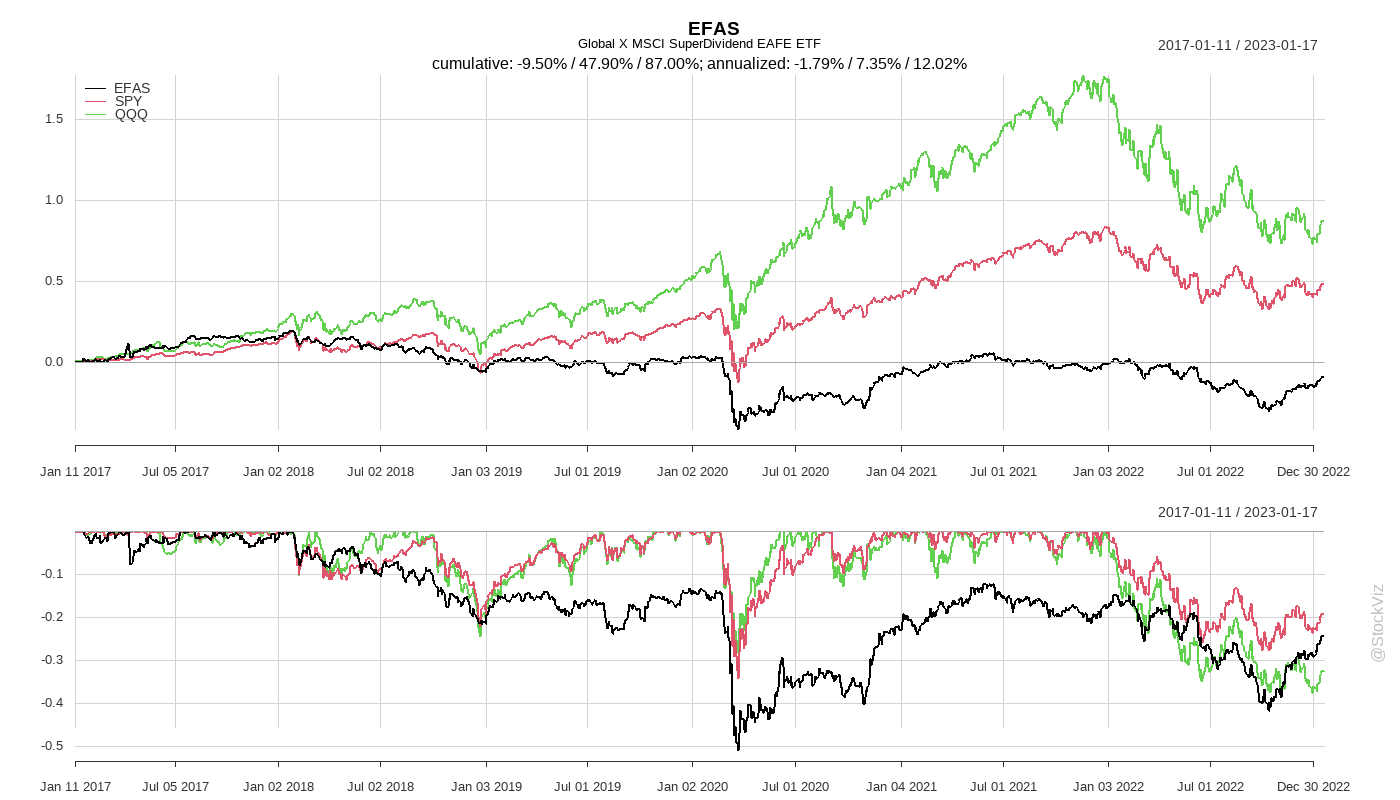 EFAS
Global X MSCI SuperDividend EAFE ETF
2017-01-11 / 2023-01-17
cumulative: -9.50% / 47.90% / 87.00%; annualized: -1.79% / 7.35% / 12.02%
EFAS
SPY
QQQ
1.5
1.0
0.5
0.0
Jan 11 2017 Jul 05 2017 Jan 02 2018 Jul 02 2018 Jan 03 2019 Jul 01 2019 Jan 02 2020 Jul 01 2020 Jan 04 2021 Jul 01 2021 Jan 03 2022 Jul 01 2022 Dec 30 2022
2017-01-11 / 2023-01-17
-0.1
-0.2
-0.3
-0.4
-0.5
Jan 11 2017 Jul 05 2017 Jan 02 2018 Jul 02 2018 Jan 03 2019 Jul 01 2019 Jan 02 2020 Jul 01 2020 Jan 04 2021 Jul 01 2021 Jan 03 2022 Jul 01 2022 Dec 30 2022
@StockViz